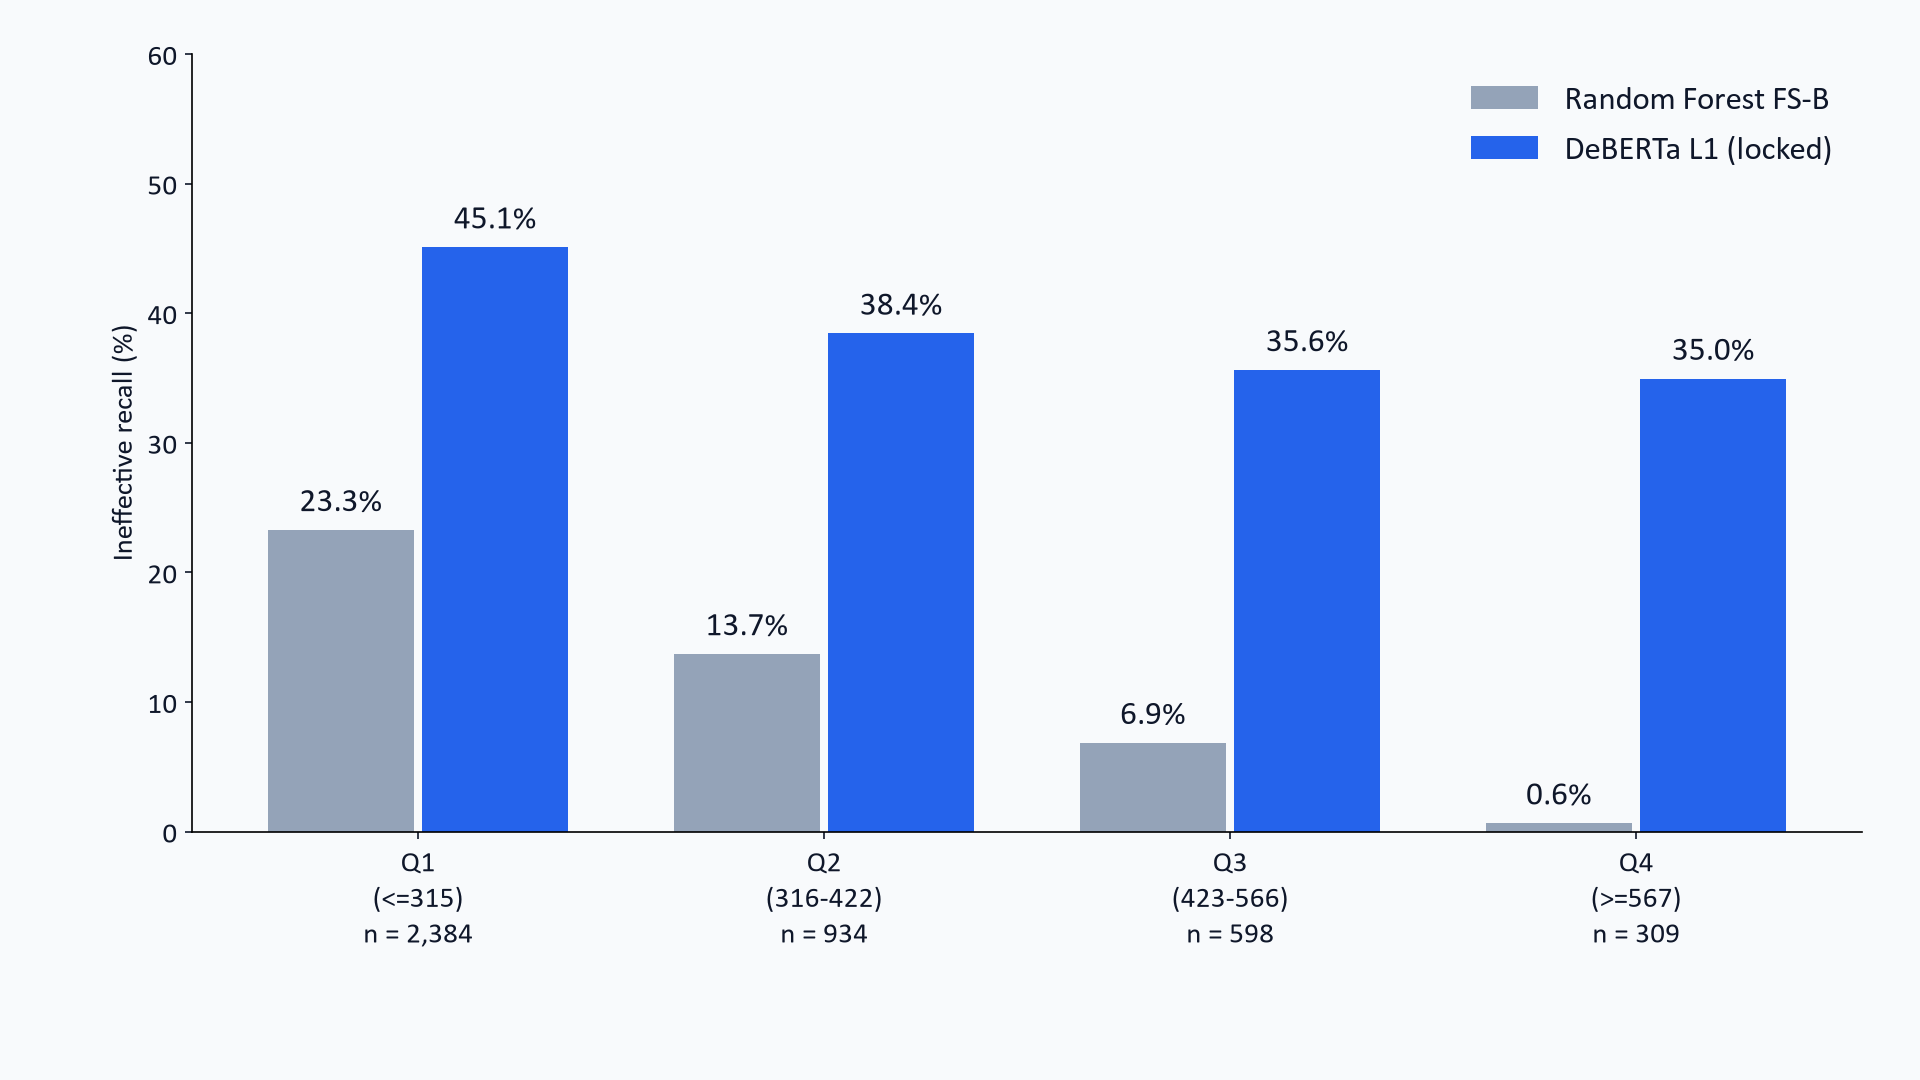 60
50
40
30
20
10
0
Ineffective recall (%)
Random Forest FS-B
DeBERTa L1 (locked)
23.3%
45.1%
13.7%
38.4%
6.9%
35.6%
0.6%
35.0%
Q1
(<=315)
n = 2,384
Q2
(316-422)
n = 934
Q3
(423-566)
n = 598
Q4
(>=567)
n = 309